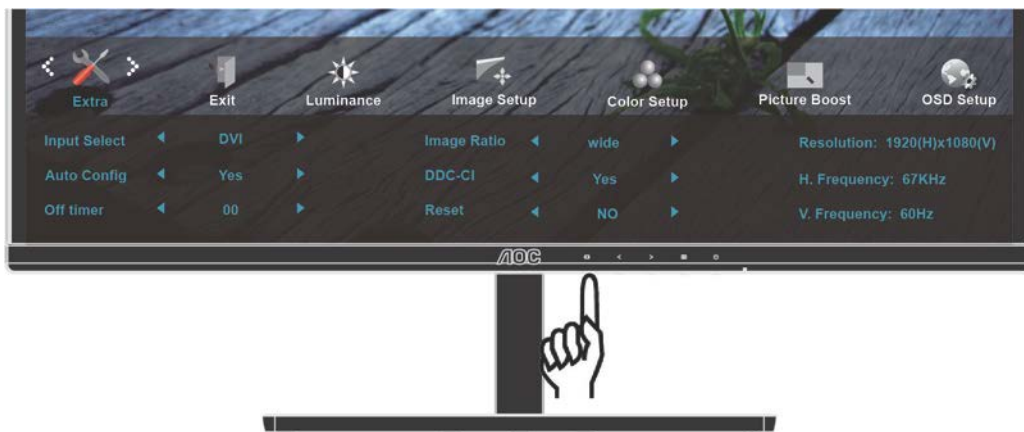 Extra Exit Luminance Image Setup Color Setup Picture Boost OSD Setup
Input Select DVI Image Ratio wide Resolution: 1920(H)x1080(V)
Auto Config Yes DDC-CI Yes H. Frequency: 67KHz
Off timer 00 Reset NO V. Frequency: 60Hz
AOC